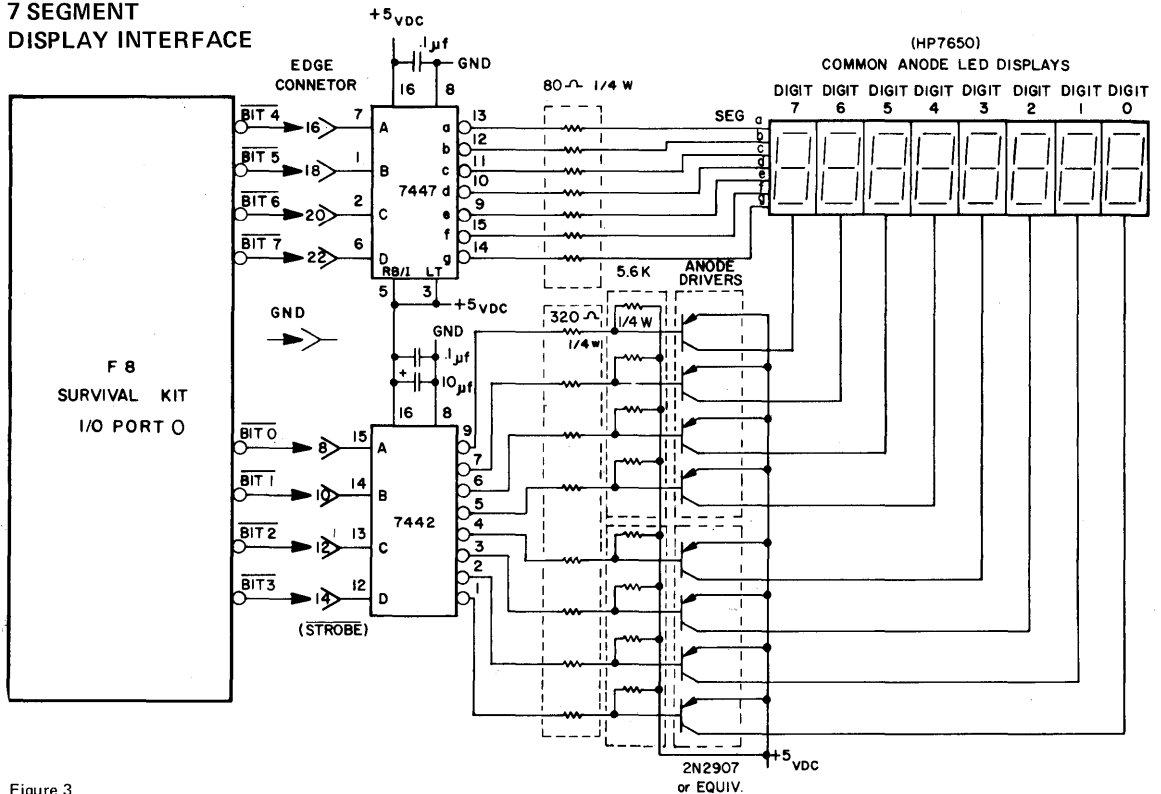 7 SEGMENT
DISPLAY INTERFACE
+5VDC
.1µf
GND
EDGE
CONNETOR
16 8
80 Ω 1/4 W
(HP7650)
COMMON ANODE LED DISPLAYS
DIGIT DIGIT DIGIT DIGIT DIGIT DIGIT DIGIT DIGIT
7 6 5 4 3 2 1 0
SEG a
b
c
d
e
f
g
BIT 4 16 7 A a 13
b 12
BIT 5 18 1 B c 11
7447 d 10
BIT 6 20 2 C e 9
f 15
BIT 7 22 6 D g 14
RB/I LT
5 3 +5VDC
GND
5.6K
1/4 W
ANODE
DRIVERS
320 Ω
1/4 W
GND
.1µf
+ 10µf
16 8
F 8
SURVIVAL KIT
I/O PORT 0
BIT 0 8 15 A 9
7
BIT 1 10 14 B 6
5
7442
BIT 2 12 13 C 4
3
BIT 3 14 12 D 2
1
(STROBE)
+5VDC
2N2907
or EQUIV.
Figure 3